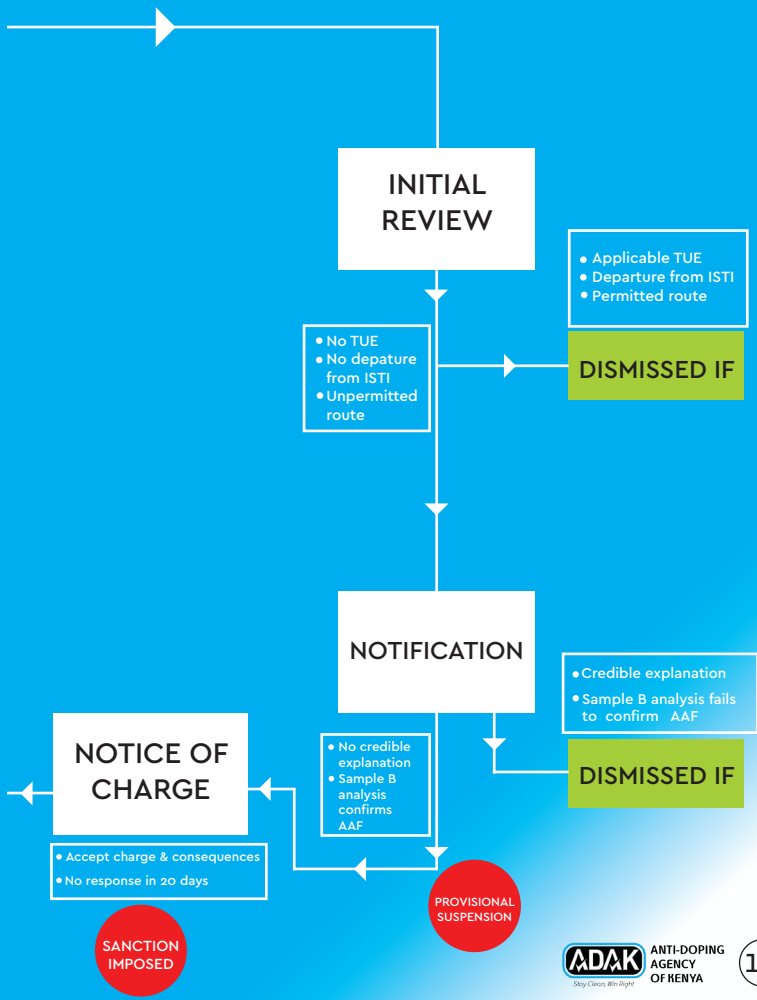 INITIAL
REVIEW
Applicable TUE
Departure from ISTI
Permitted route
DISMISSED IF
No TUE
No depature
from ISTI
Unpermitted
route
NOTIFICATION
Credible explanation
Sample B analysis fails
to confirm AAF
DISMISSED IF
No credible
explanation
Sample B
analysis
confirms
AAF
NOTICE OF
CHARGE
Accept charge & consequences
No response in 20 days
PROVISIONAL
SUSPENSION
SANCTION
IMPOSED
ADAK
Stay Clean, Win Right
ANTI-DOPING
AGENCY
OF KENYA